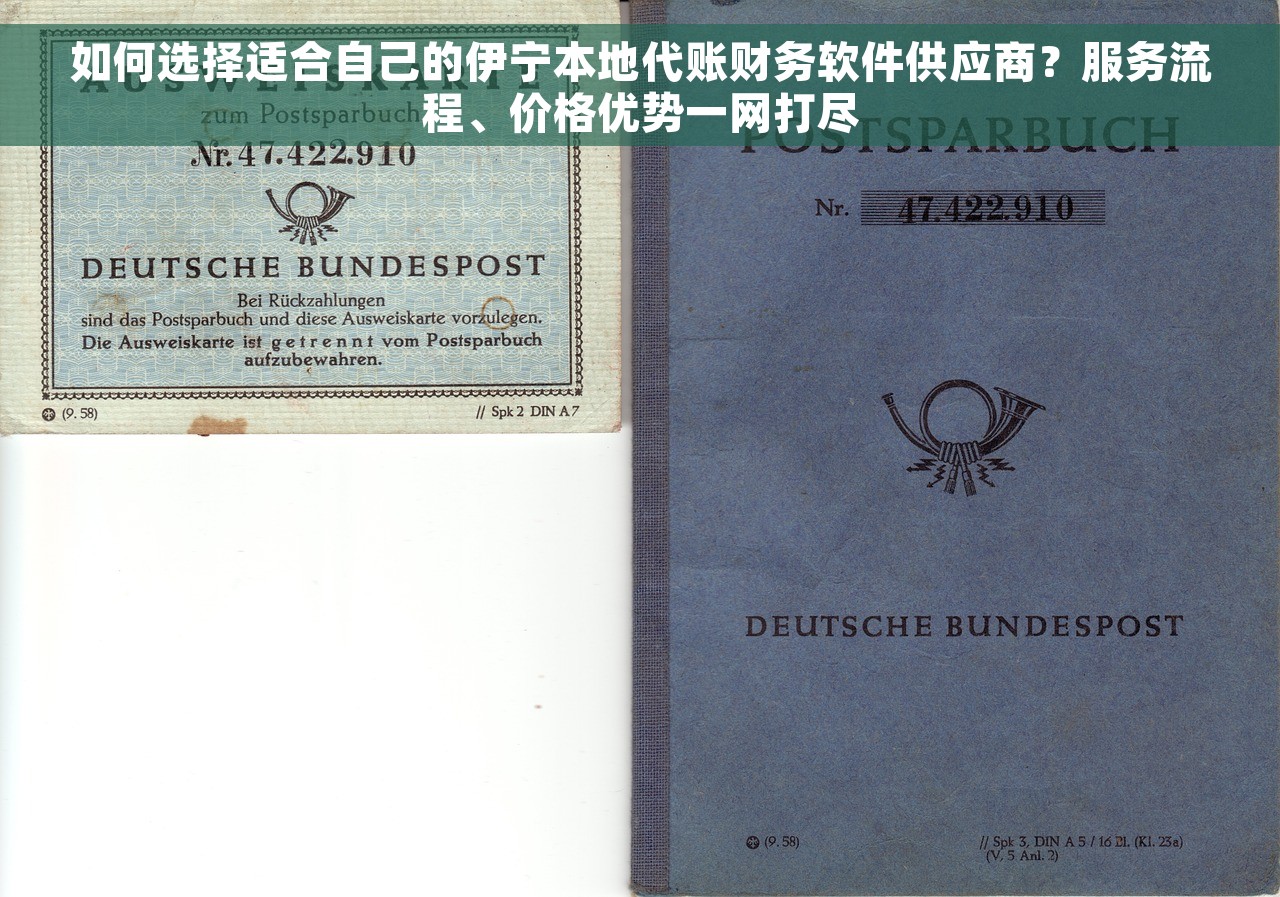 如何选择适合自己的伊宁本地代账财务软件供应商？服务流
程、价格优势一网打尽
AUSWEISKARTE
zum Postsparbuch
Nr. 47.422.910
DEUTSCHE BUNDESPOST
Bei Rückzahlungen
sind das Postsparbuch und diese Ausweiskarte vorzulegen.
Die Ausweiskarte ist getrennt vom Postsparbuch
aufzubewahren.
(9. 58)
// Spk 2 DIN A 7
POSTSPARBUCH
Nr. 47.422.910
DEUTSCHE BUNDESPOST
(9. 58)
// Spk 3, DIN A 5 / 16 Bl. (Kl. 23a)
(V, 5 Anl. 2)